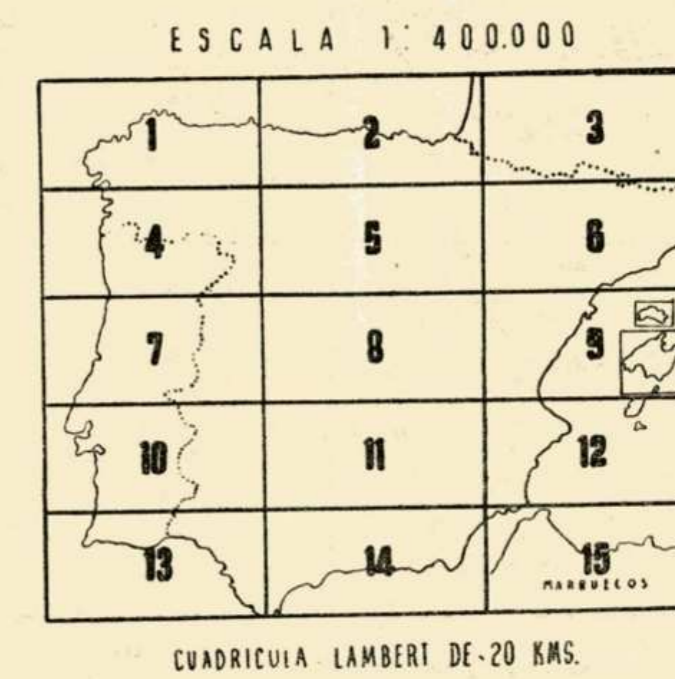 ESCALA 1:400.000
1 2 3
4 5 6
7 8 9
10 11 12
13 14 15
MARRUECOS
CUADRICULA LAMBERT DE 20 KMS.